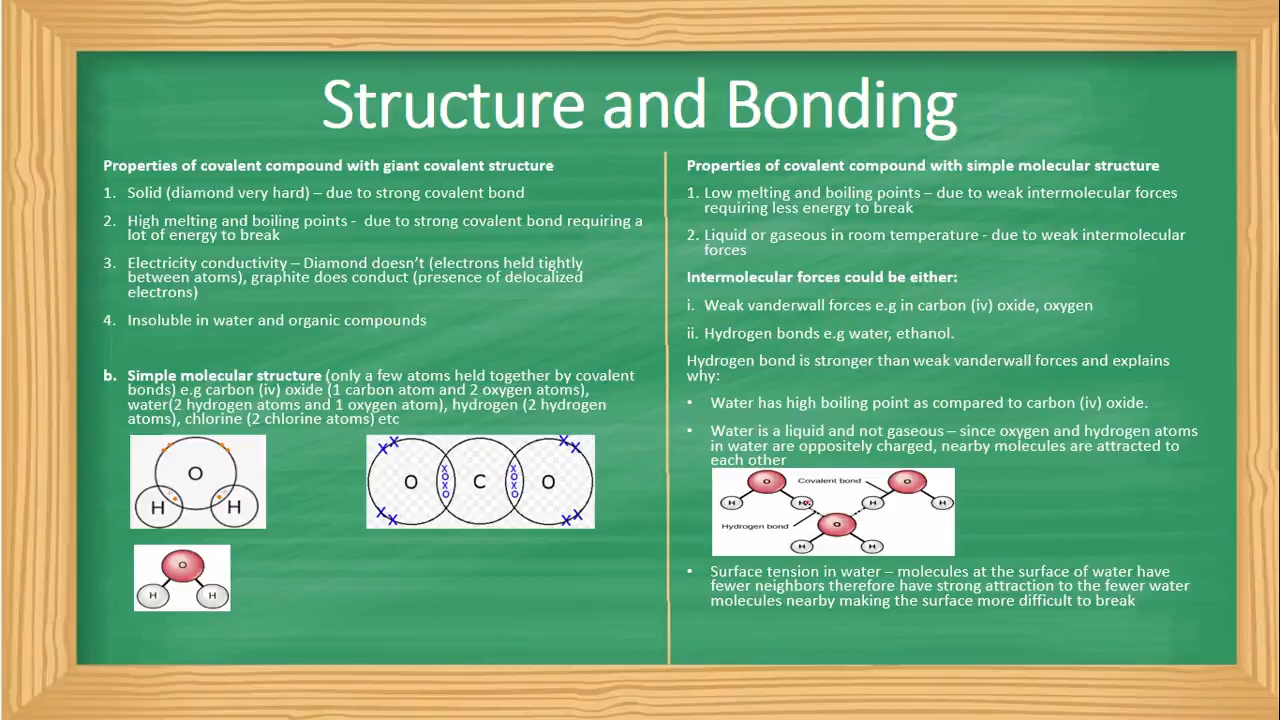 Structure and Bonding
Properties of covalent compound with giant covalent structure
1. Solid (diamond very hard) – due to strong covalent bond
2. High melting and boiling points - due to strong covalent bond requiring a
lot of energy to break
3. Electricity conductivity – Diamond doesn't (electrons held tightly
between atoms), graphite does conduct (presence of delocalized
electrons)
4. Insoluble in water and organic compounds
b. Simple molecular structure (only a few atoms held together by covalent
bonds) e.g carbon (iv) oxide (1 carbon atom and 2 oxygen atoms),
water(2 hydrogen atoms and 1 oxygen atom), hydrogen (2 hydrogen
atoms), chlorine (2 chlorine atoms) etc
O
H H
O C O
X X X X
X O X O
X O X O
X X X X
O
H H
Properties of covalent compound with simple molecular structure
1. Low melting and boiling points – due to weak intermolecular forces
requiring less energy to break
2. Liquid or gaseous in room temperature - due to weak intermolecular
forces
Intermolecular forces could be either:
i. Weak vanderwall forces e.g in carbon (iv) oxide, oxygen
ii. Hydrogen bonds e.g water, ethanol.
Hydrogen bond is stronger than weak vanderwall forces and explains
why:
• Water has high boiling point as compared to carbon (iv) oxide.
• Water is a liquid and not gaseous – since oxygen and hydrogen atoms
in water are oppositely charged, nearby molecules are attracted to
each other
O Covalent bond O
H H H H
Hydrogen bond O
H H
• Surface tension in water – molecules at the surface of water have
fewer neighbors therefore have strong attraction to the fewer water
molecules nearby making the surface more difficult to break